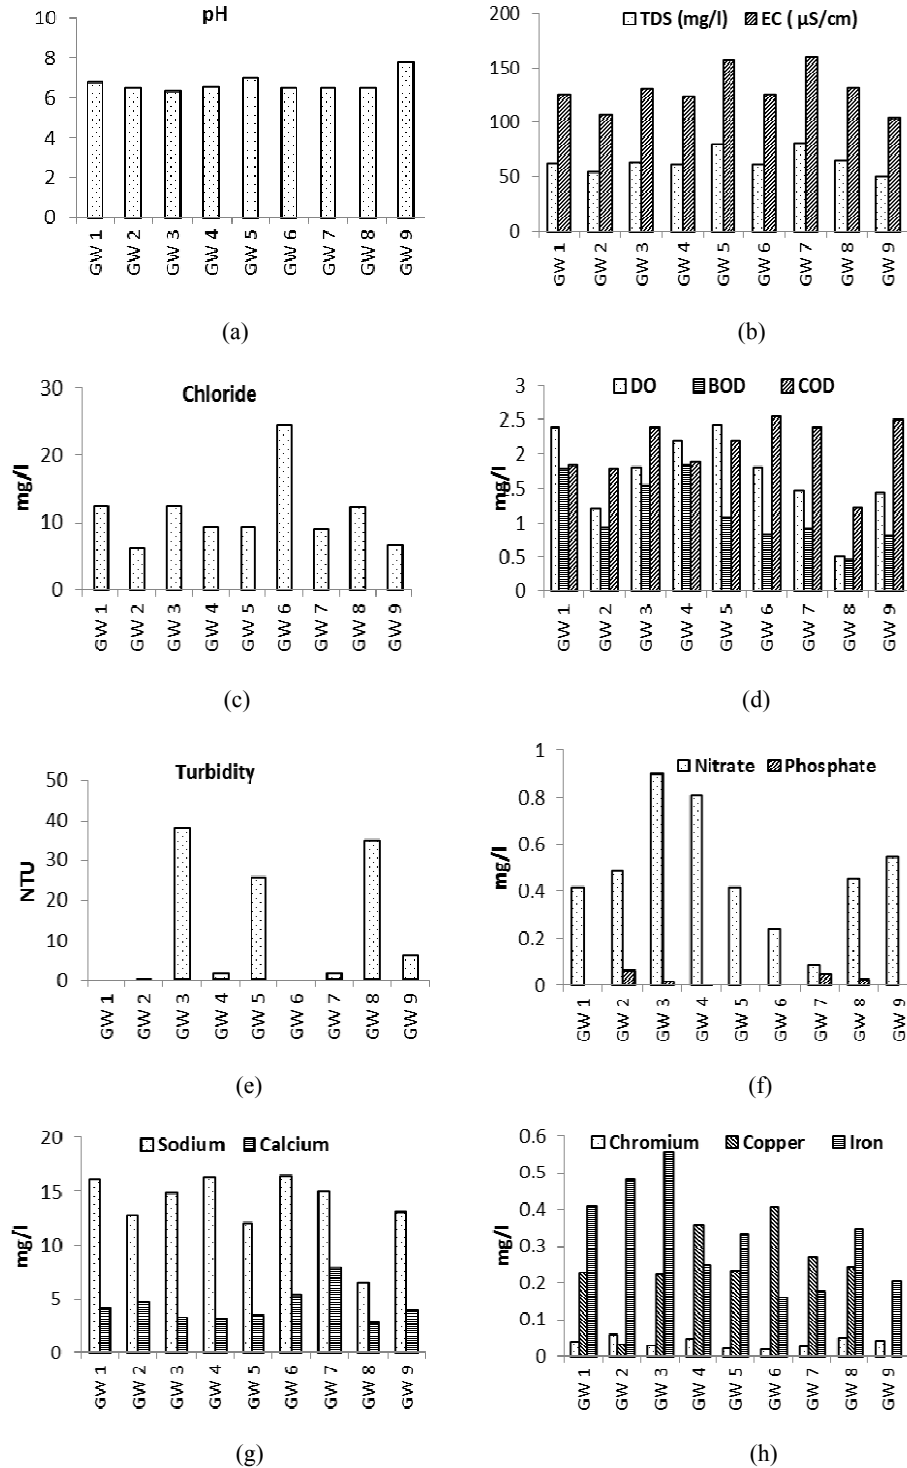 pH
10
8
6
4
2
0
GW 1
GW 2
GW 3
GW 4
GW 5
GW 6
GW 7
GW 8
GW 9
(a)
TDS (mg/l) EC ( µS/cm)
200
150
100
50
0
GW 1
GW 2
GW 3
GW 4
GW 5
GW 6
GW 7
GW 8
GW 9
(b)
Chloride
mg/l
30
20
10
0
GW 1
GW 2
GW 3
GW 4
GW 5
GW 6
GW 7
GW 8
GW 9
(c)
DO BOD COD
mg/l
3
2.5
2
1.5
1
0.5
0
GW 1
GW 2
GW 3
GW 4
GW 5
GW 6
GW 7
GW 8
GW 9
(d)
Turbidity
NTU
50
40
30
20
10
0
GW 1
GW 2
GW 3
GW 4
GW 5
GW 6
GW 7
GW 8
GW 9
(e)
Nitrate Phosphate
mg/l
1
0.8
0.6
0.4
0.2
0
GW 1
GW 2
GW 3
GW 4
GW 5
GW 6
GW 7
GW 8
GW 9
(f)
Sodium Calcium
mg/l
20
15
10
5
0
GW 1
GW 2
GW 3
GW 4
GW 5
GW 6
GW 7
GW 8
GW 9
(g)
Chromium Copper Iron
mg/l
0.6
0.5
0.4
0.3
0.2
0.1
0
GW 1
GW 2
GW 3
GW 4
GW 5
GW 6
GW 7
GW 8
GW 9
(h)